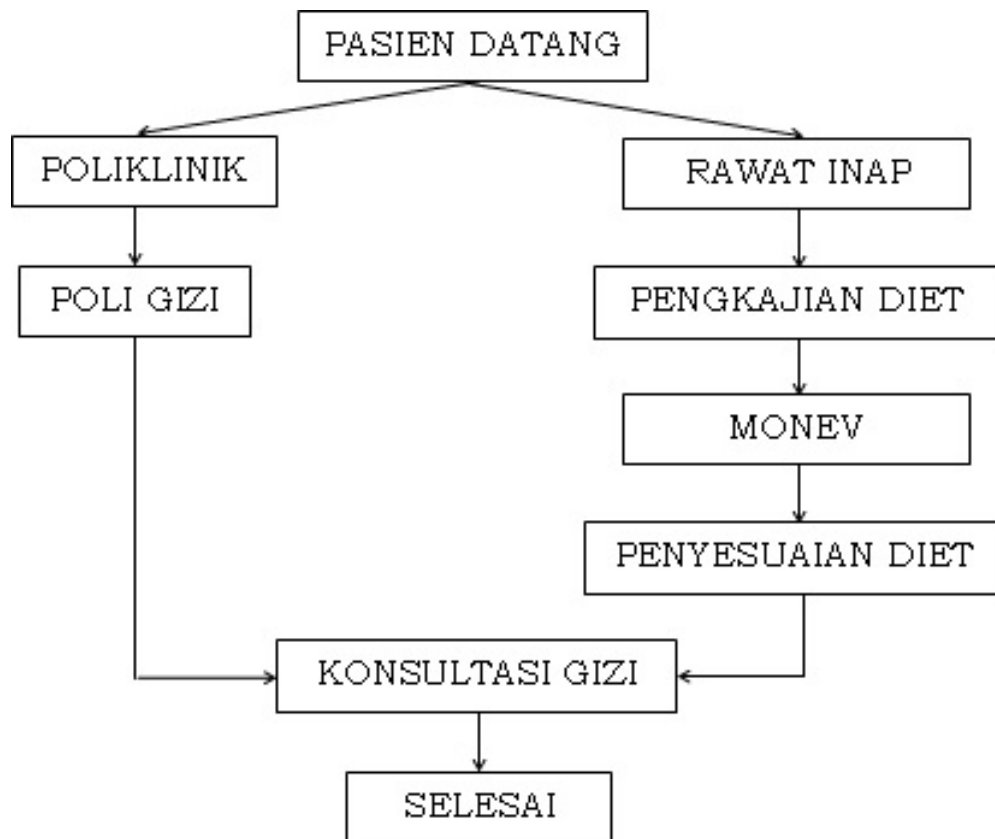 PASIEN DATANG
POLIKLINIK
RAWAT INAP
POLI GIZI
PENGKAJIAN DIET
MONEV
PENYESUAIAN DIET
KONSULTASI GIZI
SELESAI